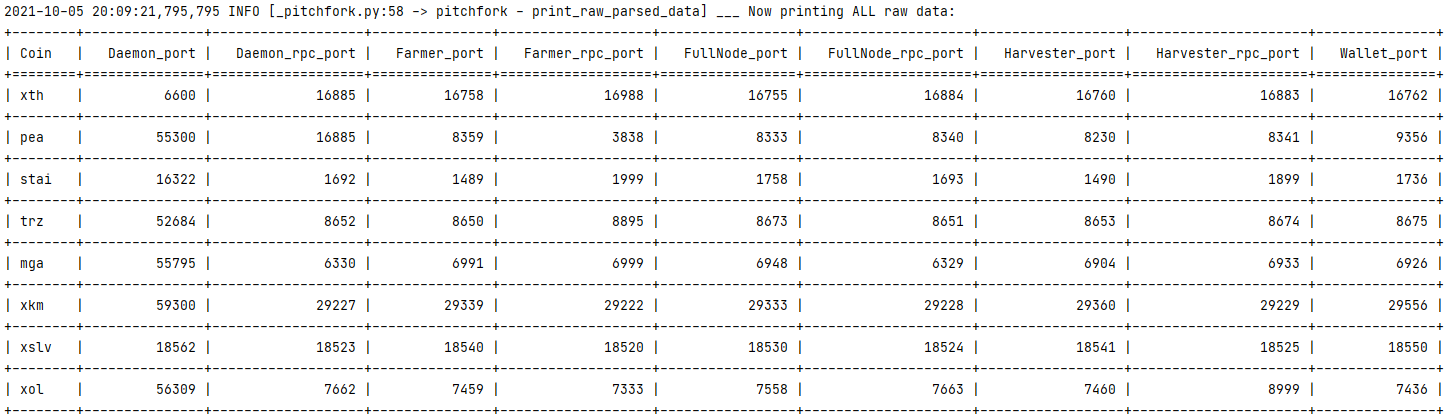 2021-10-05 20:09:21,795,795 INFO [_pitchfork.py:58 -> pitchfork - print_raw_parsed_data] ___ Now printing ALL raw data:
| Coin | Daemon_port | Daemon_rpc_port | Farmer_port | Farmer_rpc_port | FullNode_port | FullNode_rpc_port | Harvester_port | Harvester_rpc_port | Wallet_port |
| xth | 6600 | 16885 | 16758 | 16988 | 16755 | 16884 | 16760 | 16883 | 16762 |
| pea | 55300 | 16885 | 8359 | 3838 | 8333 | 8340 | 8230 | 8341 | 9356 |
| stai | 16322 | 1692 | 1489 | 1999 | 1758 | 1693 | 1490 | 1899 | 1736 |
| trz | 52684 | 8652 | 8650 | 8895 | 8673 | 8651 | 8653 | 8674 | 8675 |
| mga | 55795 | 6330 | 6991 | 6999 | 6948 | 6329 | 6904 | 6933 | 6926 |
| xkm | 59300 | 29227 | 29339 | 29222 | 29333 | 29228 | 29360 | 29229 | 29556 |
| xslv | 18562 | 18523 | 18540 | 18520 | 18530 | 18524 | 18541 | 18525 | 18550 |
| xol | 56309 | 7662 | 7459 | 7333 | 7558 | 7663 | 7460 | 8999 | 7436 |